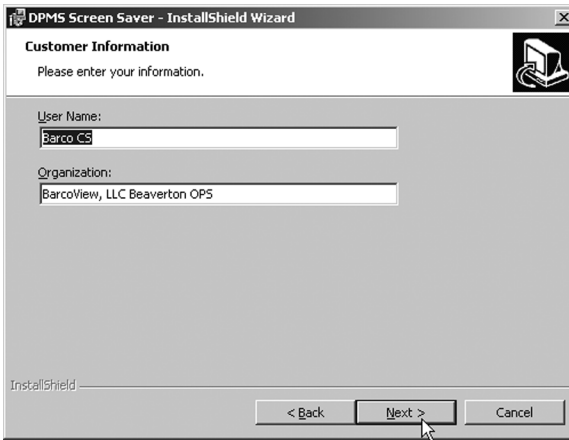 DPMS Screen Saver - InstallShield Wizard
Customer Information
Please enter your information.
User Name:
Barco CS
Organization:
BarcoView, LLC Beaverton OPS
InstallShield
< Back Next > Cancel